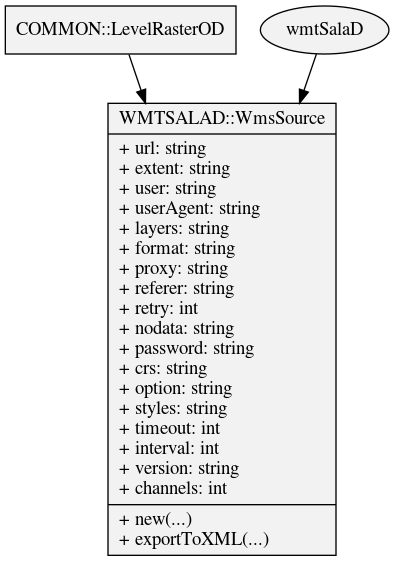 COMMON::LevelRasterOD
wmtSalaD
WMTSALAD::WmsSource
+ url: string
+ extent: string
+ user: string
+ userAgent: string
+ layers: string
+ format: string
+ proxy: string
+ referer: string
+ retry: int
+ nodata: string
+ password: string
+ crs: string
+ option: string
+ styles: string
+ timeout: int
+ interval: int
+ version: string
+ channels: int
+ new(...)
+ exportToXML(...)